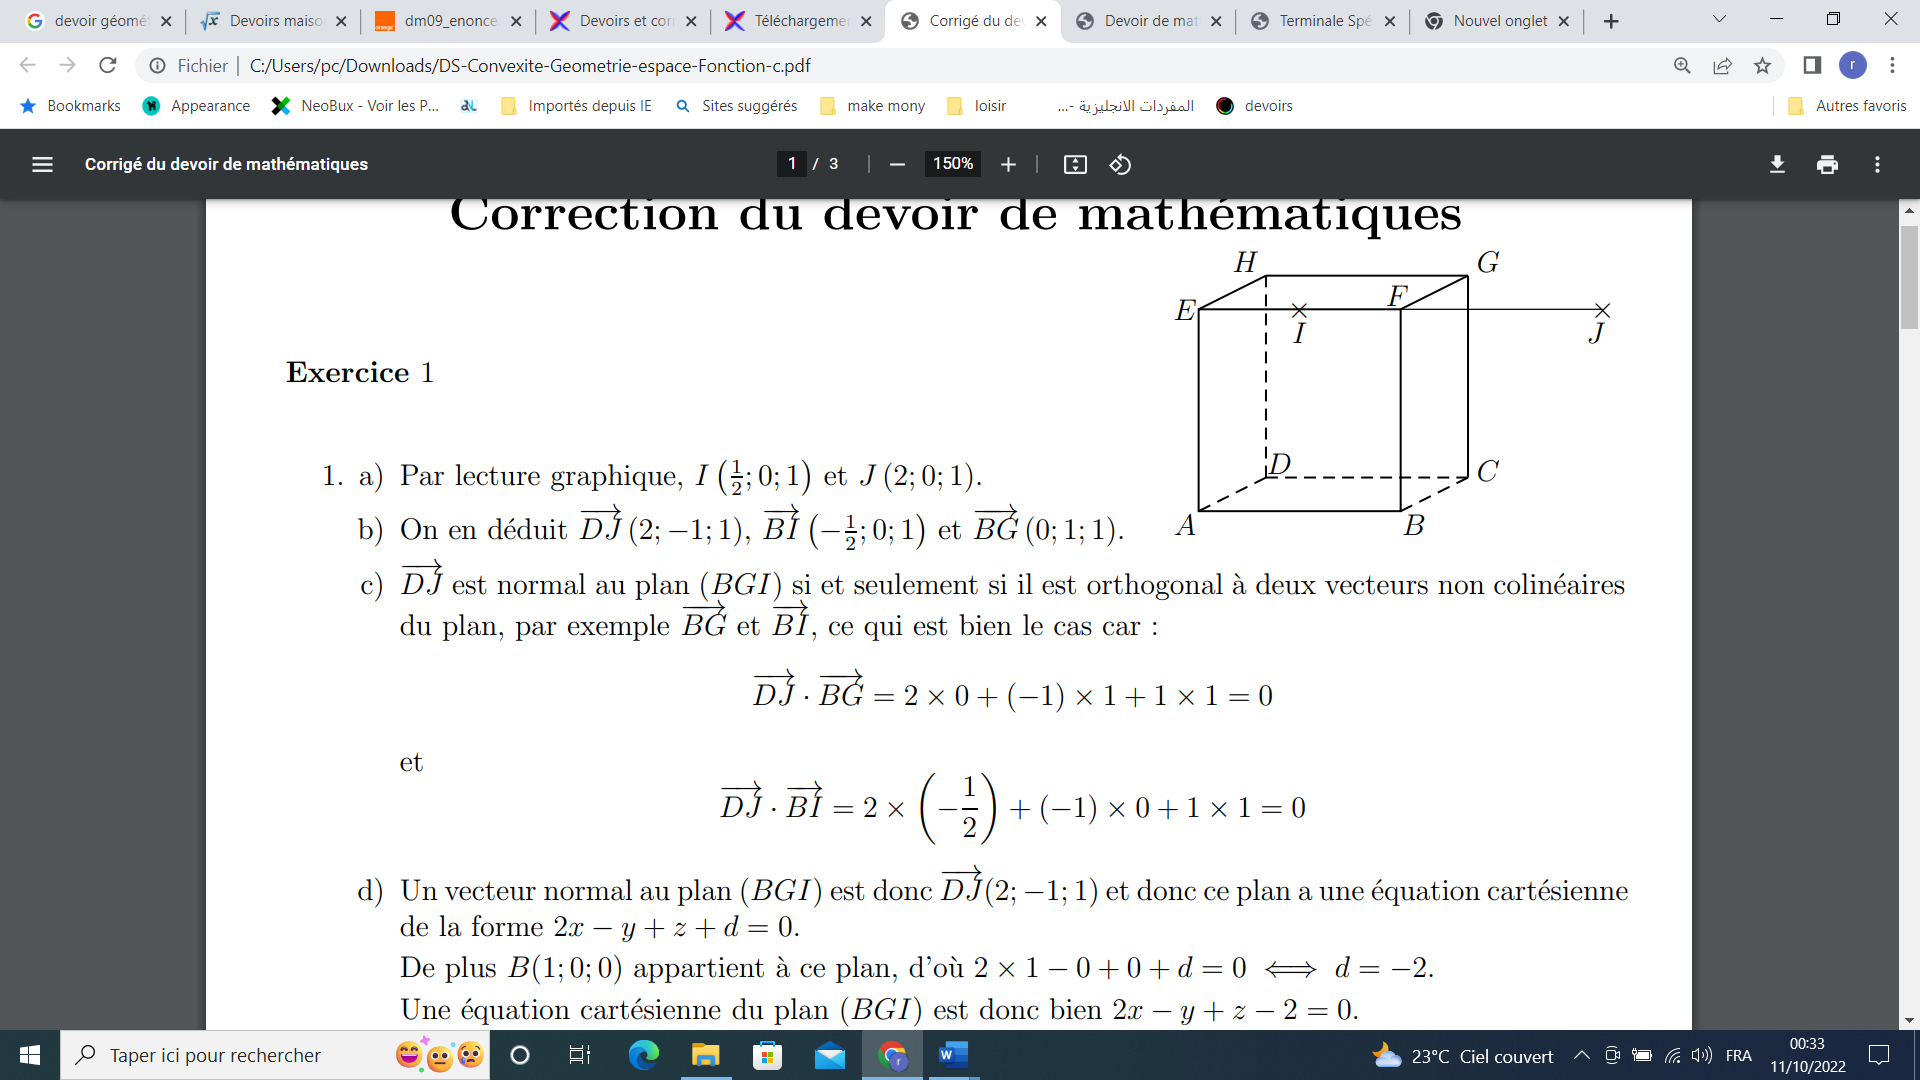 devoir géomé
Devoirs maiso
dm09_enonce
Devoirs et cor
Téléchargeme
Corrigé du de
Devoir de mat
Terminale Spé
Nouvel onglet
Fichier | C:/Users/pc/Downloads/DS-Convexite-Geometrie-espace-Fonction-c.pdf
r
Bookmarks
Appearance
NeoBux - Voir les P...
Importés depuis IE
Sites suggérés
make mony
loisir
المفردات الانجليزية -...
devoirs
Autres favoris
Corrigé du devoir de mathématiques
1 / 3
150%
Correction du devoir de mathématiques
H
G
E
F
I
J
D
C
A
B
Exercice 1
1. a) Par lecture graphique, I (1/2; 0; 1) et J (2; 0; 1).
b) On en déduit DJ→ (2; −1; 1), BI→ (−1/2; 0; 1) et BG→ (0; 1; 1).
c) DJ→ est normal au plan (BGI) si et seulement si il est orthogonal à deux vecteurs non colinéaires
du plan, par exemple BG→ et BI→, ce qui est bien le cas car :
DJ→ · BG→ = 2 × 0 + (−1) × 1 + 1 × 1 = 0
et
DJ→ · BI→ = 2 × (−1/2) + (−1) × 0 + 1 × 1 = 0
d) Un vecteur normal au plan (BGI) est donc DJ→(2; −1; 1) et donc ce plan a une équation cartésienne
de la forme 2x − y + z + d = 0.
De plus B(1; 0; 0) appartient à ce plan, d'où 2 × 1 − 0 + 0 + d = 0 ⟺ d = −2.
Une équation cartésienne du plan (BGI) est donc bien 2x − y + z − 2 = 0.
Taper ici pour rechercher
23°C Ciel couvert
FRA
00:33
11/10/2022